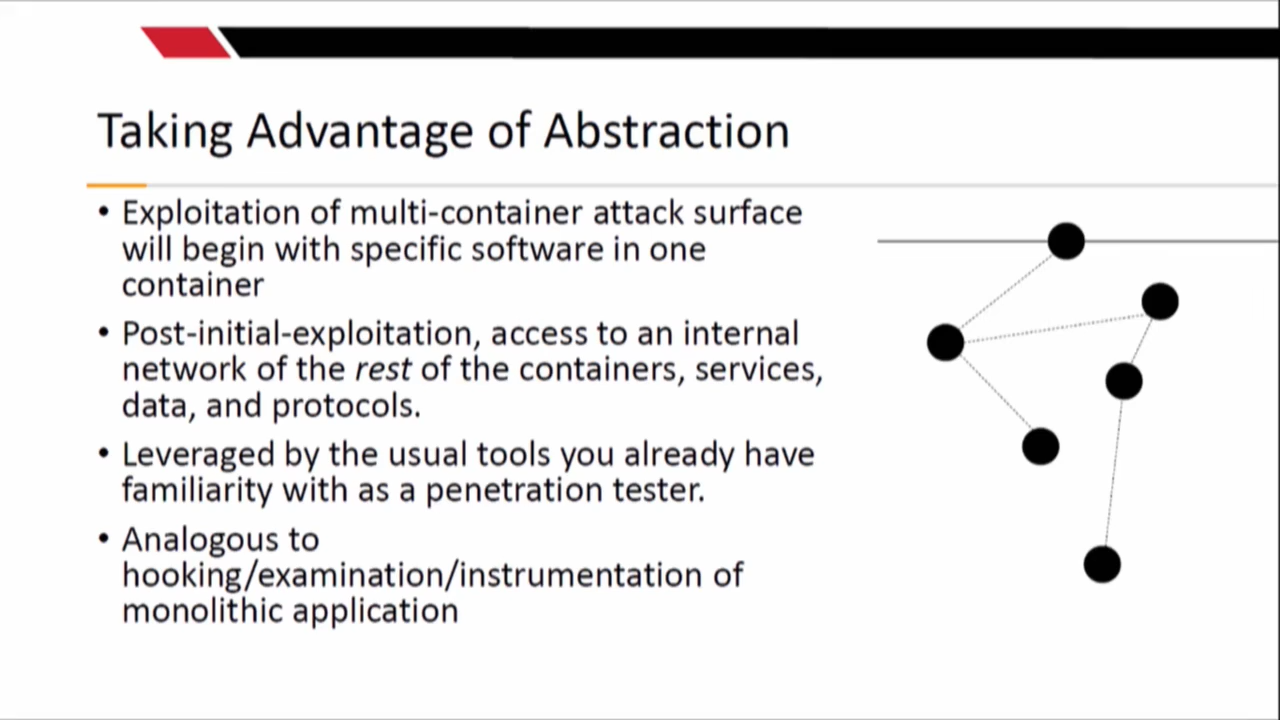 Taking Advantage of Abstraction
• Exploitation of multi-container attack surface
will begin with specific software in one
container
• Post-initial-exploitation, access to an internal
network of the rest of the containers, services,
data, and protocols.
• Leveraged by the usual tools you already have
familiarity with as a penetration tester.
• Analogous to
hooking/examination/instrumentation of
monolithic application